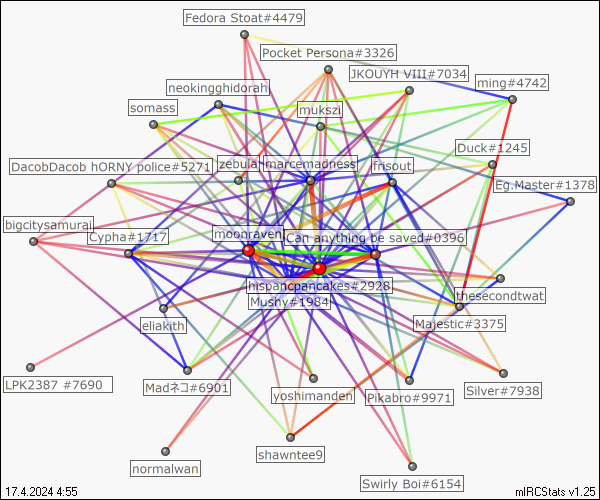 Fedora Stoat#4479
Pocket Persona#3326
JKOUYH VIII#7034
ming#4742
neokingghidorah
somass
mukszi
Duck#1245
DacobDacob hORNY police#5271
zebula
marcemadness
frisout
Eg.Master#1378
bigcitysamurai
Cypha#1717
moonraven
Can anything be saved#0396
hispancpancakes#2928
Mushy#1984
thesecondtwat
eliakith
Majestic#3375
LPK2387 #7690
Madネコ#6901
yoshimanden
Pikabro#9971
Silver#7938
shawntee9
normalwan
Swirly Boi#6154
17.4.2024 4:55
mIRCStats v1.25